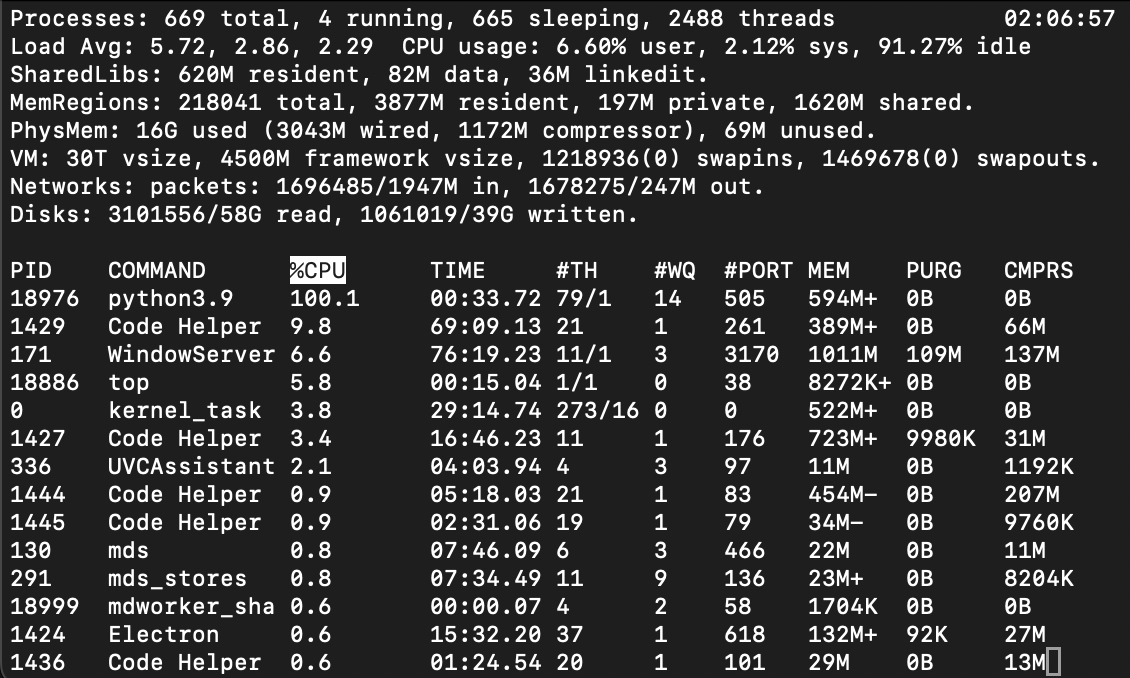 Processes: 669 total, 4 running, 665 sleeping, 2488 threads 02:06:57
Load Avg: 5.72, 2.86, 2.29 CPU usage: 6.60% user, 2.12% sys, 91.27% idle
SharedLibs: 620M resident, 82M data, 36M linkedit.
MemRegions: 218041 total, 3877M resident, 197M private, 1620M shared.
PhysMem: 16G used (3043M wired, 1172M compressor), 69M unused.
VM: 30T vsize, 4500M framework vsize, 1218936(0) swapins, 1469678(0) swapouts.
Networks: packets: 1696485/1947M in, 1678275/247M out.
Disks: 3101556/58G read, 1061019/39G written.
PID COMMAND %CPU TIME #TH #WQ #PORT MEM PURG CMPRS
18976 python3.9 100.1 00:33.72 79/1 14 505 594M+ 0B 0B
1429 Code Helper 9.8 69:09.13 21 1 261 389M+ 0B 66M
171 WindowServer 6.6 76:19.23 11/1 3 3170 1011M 109M 137M
18886 top 5.8 00:15.04 1/1 0 38 8272K+ 0B 0B
0 kernel_task 3.8 29:14.74 273/16 0 0 522M+ 0B 0B
1427 Code Helper 3.4 16:46.23 11 1 176 723M+ 9980K 31M
336 UVCAssistant 2.1 04:03.94 4 3 97 11M 0B 1192K
1444 Code Helper 0.9 05:18.03 21 1 83 454M- 0B 207M
1445 Code Helper 0.9 02:31.06 19 1 79 34M- 0B 9760K
130 mds 0.8 07:46.09 6 3 466 22M 0B 11M
291 mds_stores 0.8 07:34.49 11 9 136 23M+ 0B 8204K
18999 mdworker_sha 0.6 00:00.07 4 2 58 1704K 0B 0B
1424 Electron 0.6 15:32.20 37 1 618 132M+ 92K 27M
1436 Code Helper 0.6 01:24.54 20 1 101 29M 0B 13M